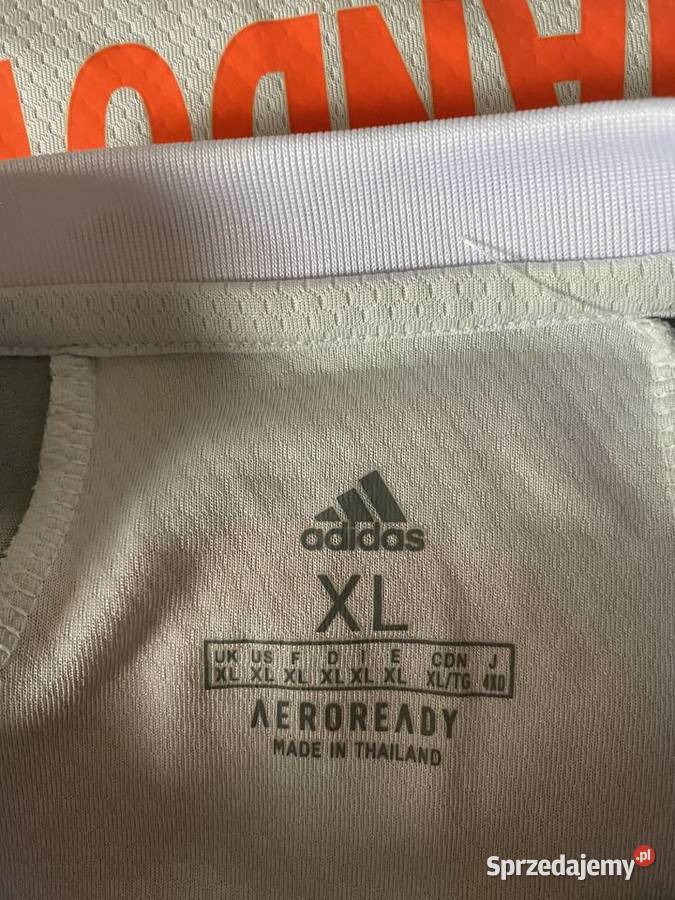 adidas
XL
UK US F D I E CDN J
XL XL XL XL XL XL XL/TG 4XO
AEROREADY
MADE IN THAILAND
Sprzedajemy.pl